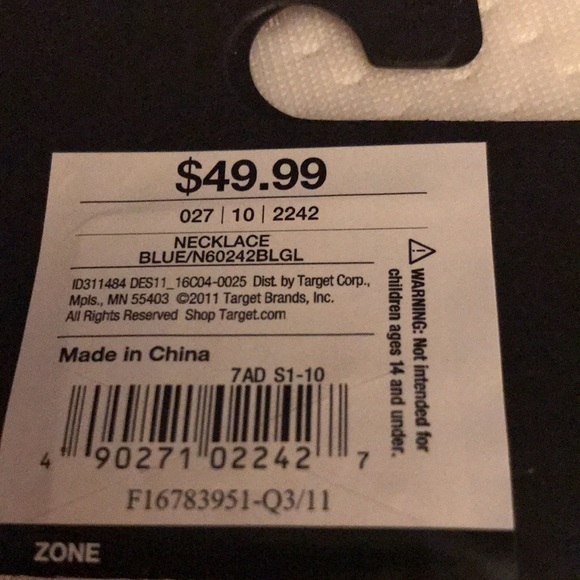 $49.99
027 | 10 | 2242
NECKLACE
BLUE/N60242BLGL
ID311484 DES11_16C04-0025 Dist. by Target Corp.,
Mpls., MN 55403 ©2011 Target Brands, Inc.
All Rights Reserved Shop Target.com
Made in China
7AD S1-10
4 90271 02242 7
F16783951-Q3/11
⚠ WARNING: Not intended for
children ages 14 and under.
ZONE